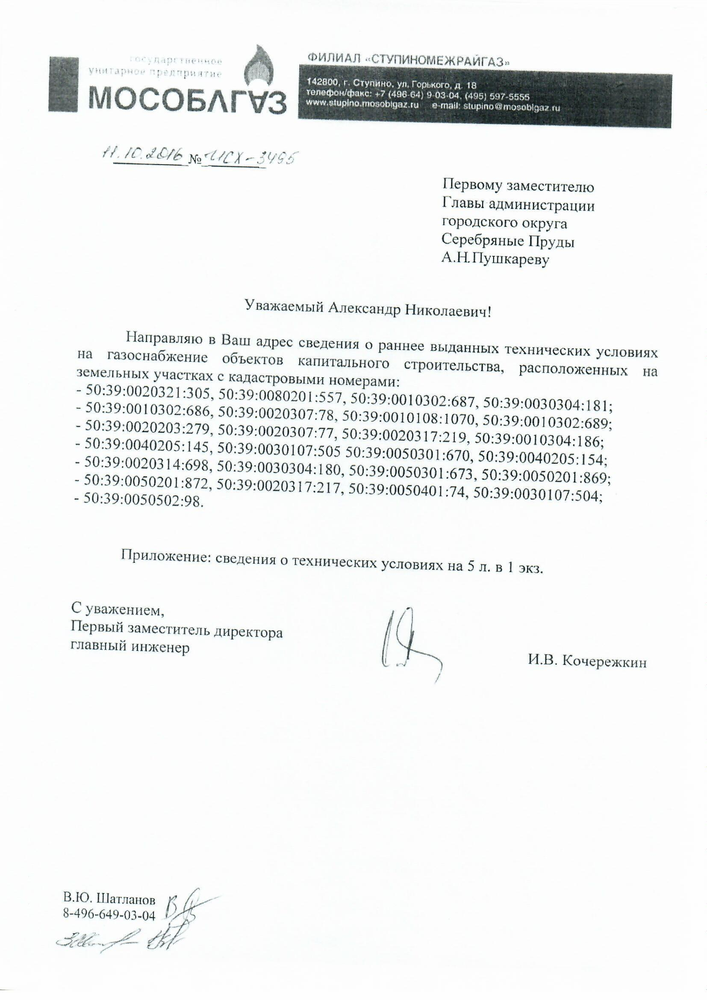 государственное
унитарное предприятие
МОСОБЛГАЗ
ФИЛИАЛ «СТУПИНОМЕЖРАЙГАЗ»
142800, г. Ступино, ул. Горького, д. 18
телефон/факс: +7 (496-64) 9-03-04, (495) 597-5555
www.stupino.mosoblgaz.ru e-mail: stupino@mosoblgaz.ru
11.10.2016 № ИСХ-3495
Первому заместителю
Главы администрации
городского округа
Серебряные Пруды
А.Н.Пушкареву
Уважаемый Александр Николаевич!
Направляю в Ваш адрес сведения о раннее выданных технических условиях
на газоснабжение объектов капитального строительства, расположенных на
земельных участках с кадастровыми номерами:
- 50:39:0020321:305, 50:39:0080201:557, 50:39:0010302:687, 50:39:0030304:181;
- 50:39:0010302:686, 50:39:0020307:78, 50:39:0010108:1070, 50:39:0010302:689;
- 50:39:0020203:279, 50:39:0020307:77, 50:39:0020317:219, 50:39:0010304:186;
- 50:39:0040205:145, 50:39:0030107:505 50:39:0050301:670, 50:39:0040205:154;
- 50:39:0020314:698, 50:39:0030304:180, 50:39:0050301:673, 50:39:0050201:869;
- 50:39:0050201:872, 50:39:0020317:217, 50:39:0050401:74, 50:39:0030107:504;
- 50:39:0050502:98.
Приложение: сведения о технических условиях на 5 л. в 1 экз.
С уважением,
Первый заместитель директора
главный инженер
И.В. Кочережкин
В.Ю. Шатланов
8-496-649-03-04